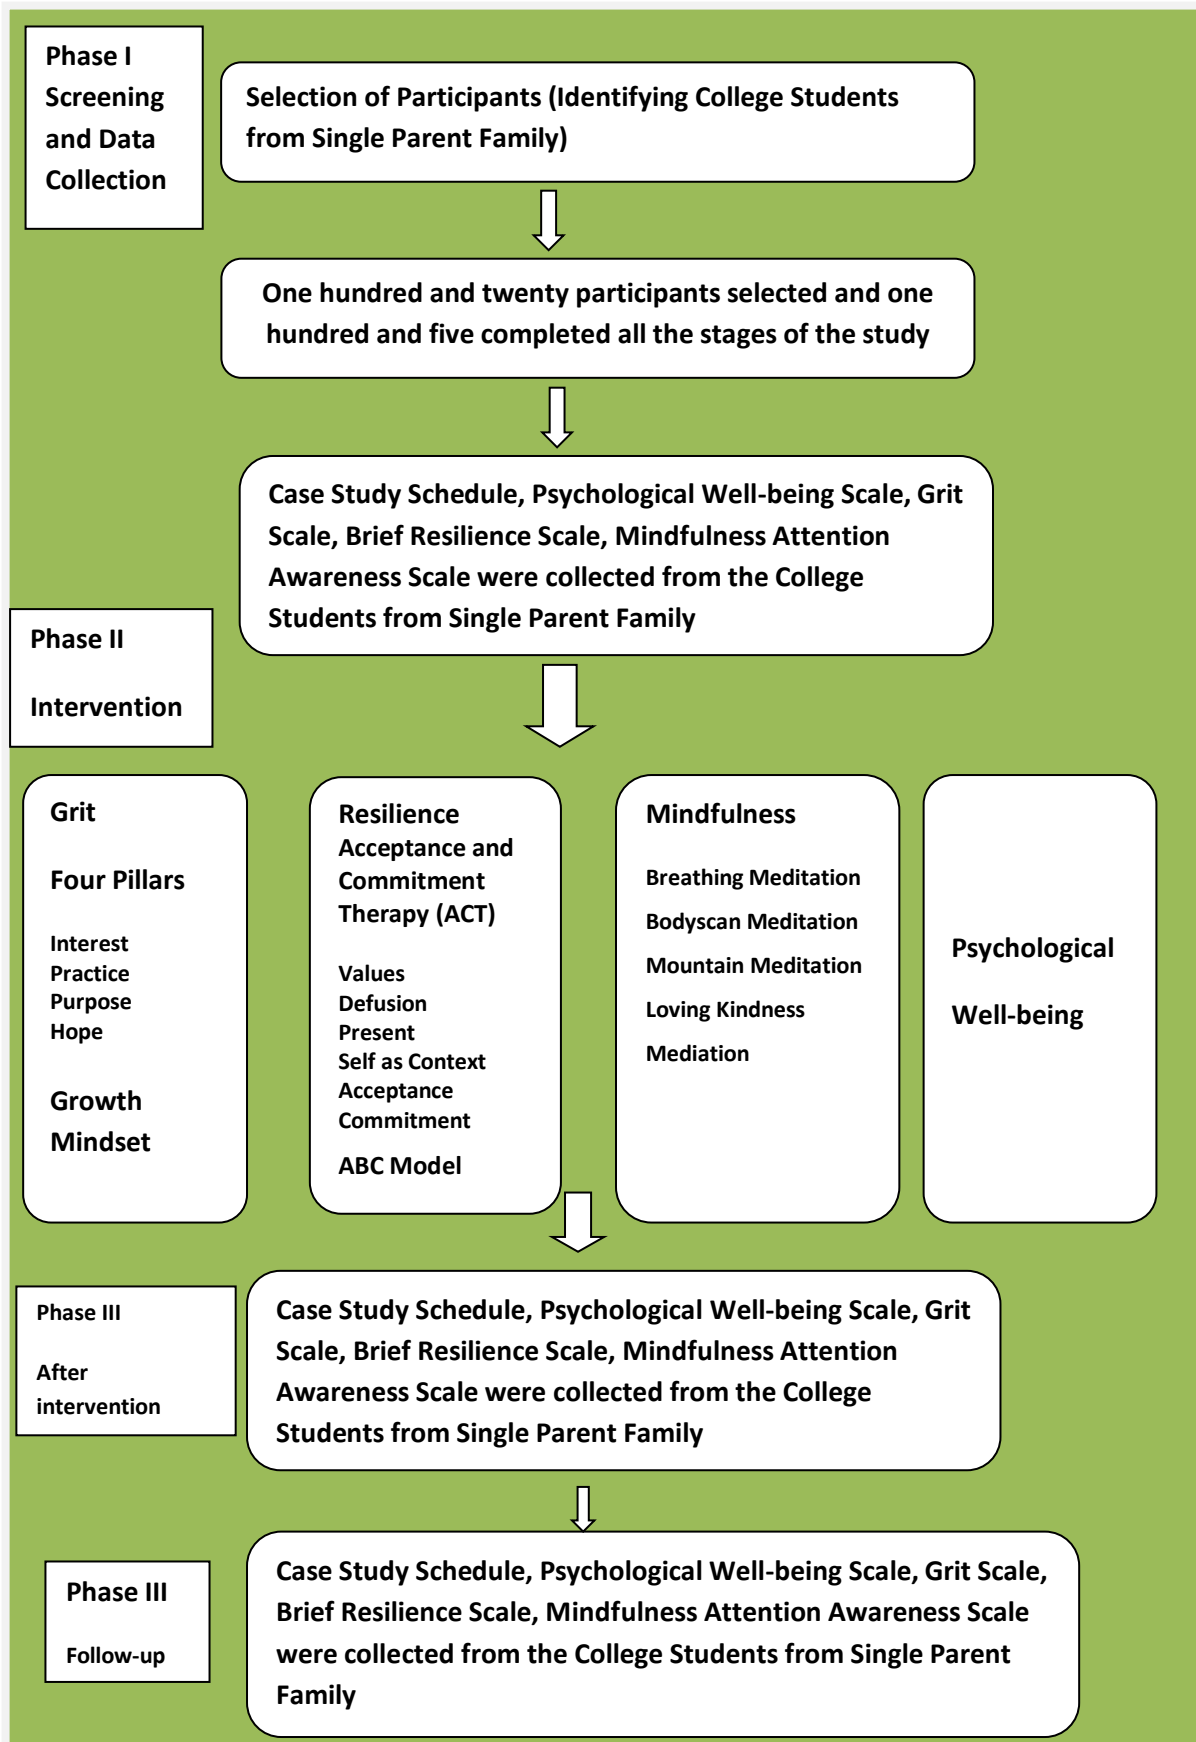 Phase I
Screening
and Data
Collection
Selection of Participants (Identifying College Students
from Single Parent Family)
One hundred and twenty participants selected and one
hundred and five completed all the stages of the study
Case Study Schedule, Psychological Well-being Scale, Grit
Scale, Brief Resilience Scale, Mindfulness Attention
Awareness Scale were collected from the College
Students from Single Parent Family
Phase II
Intervention
Grit
Four Pillars
Interest
Practice
Purpose
Hope
Growth
Mindset
Resilience
Acceptance and
Commitment
Therapy (ACT)
Values
Defusion
Present
Self as Context
Acceptance
Commitment
ABC Model
Mindfulness
Breathing Meditation
Bodyscan Meditation
Mountain Meditation
Loving Kindness
Mediation
Psychological
Well-being
Phase III
After
intervention
Case Study Schedule, Psychological Well-being Scale, Grit
Scale, Brief Resilience Scale, Mindfulness Attention
Awareness Scale were collected from the College
Students from Single Parent Family
Phase III
Follow-up
Case Study Schedule, Psychological Well-being Scale, Grit Scale,
Brief Resilience Scale, Mindfulness Attention Awareness Scale
were collected from the College Students from Single Parent
Family